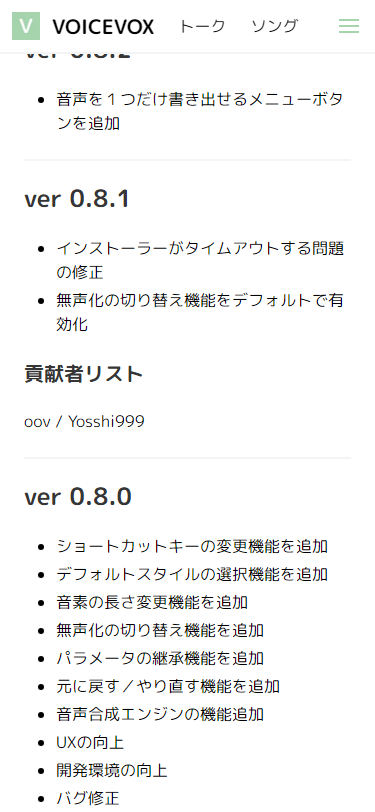 V VOICEVOX トーク ソング
ver 0.8.2
音声を１つだけ書き出せるメニューボタ
ンを追加
ver 0.8.1
インストーラーがタイムアウトする問題
の修正
無声化の切り替え機能をデフォルトで有
効化
貢献者リスト
oov / Yosshi999
ver 0.8.0
ショートカットキーの変更機能を追加
デフォルトスタイルの選択機能を追加
音素の長さ変更機能を追加
無声化の切り替え機能を追加
パラメータの継承機能を追加
元に戻す／やり直す機能を追加
音声合成エンジンの機能追加
UXの向上
開発環境の向上
バグ修正